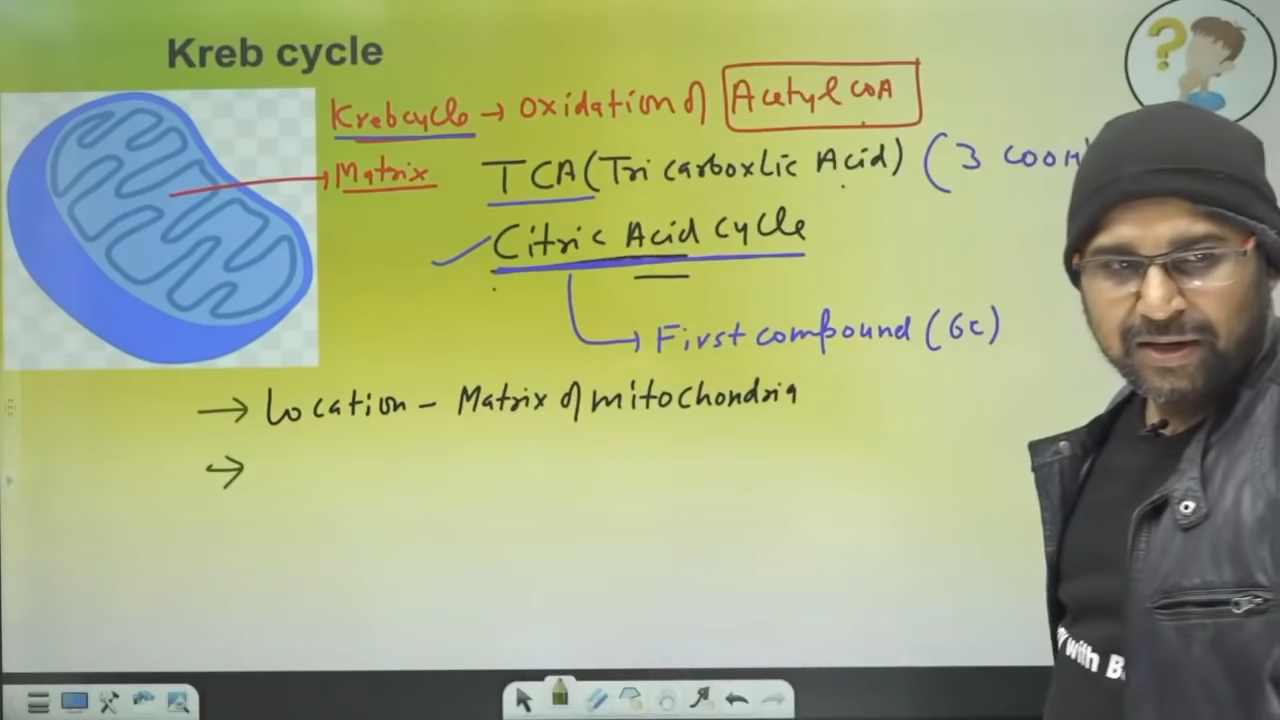 Kreb cycle
Krebcycle → Oxidation of Acetyl CoA
Matrix TCA (Tri carboxlic Acid) (3 COOH)
Citric Acid cycle
First compound (6c)
→ Location - Matrix of mitochondria
→
with B